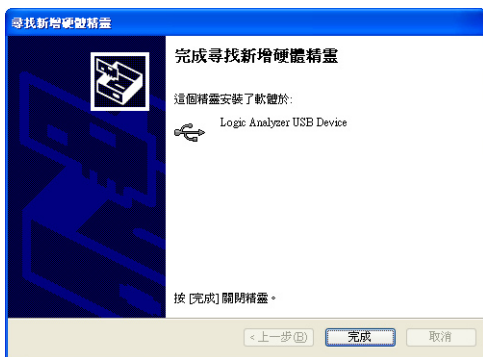 尋找新增硬體精靈
完成尋找新增硬體精靈
這個精靈安裝了軟體於:
Logic Analyzer USB Device
按 [完成] 關閉精靈。
<上一步(B)
完成
取消